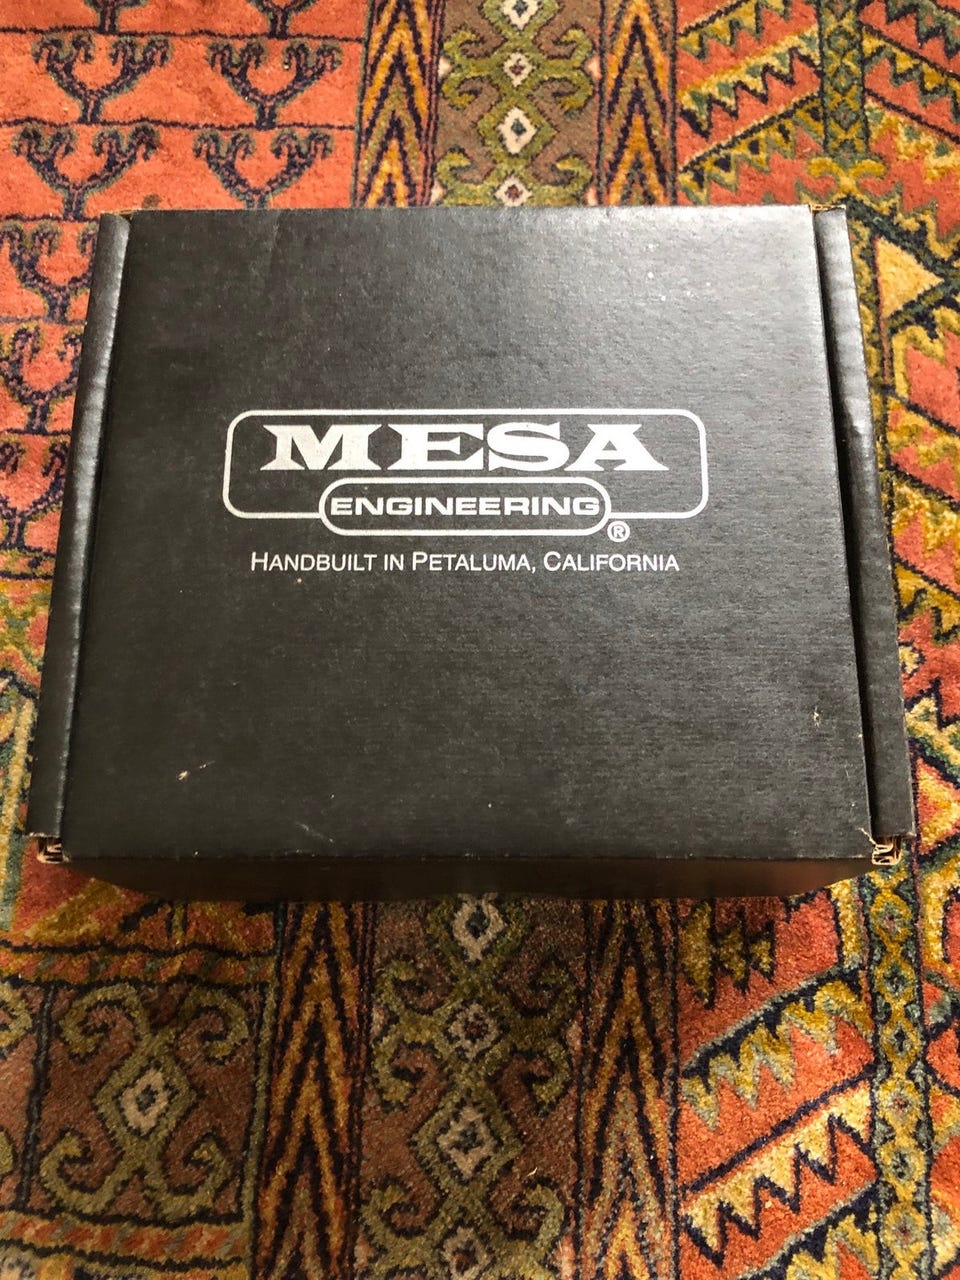 MESA
ENGINEERING®
HANDBUILT IN PETALUMA, CALIFORNIA